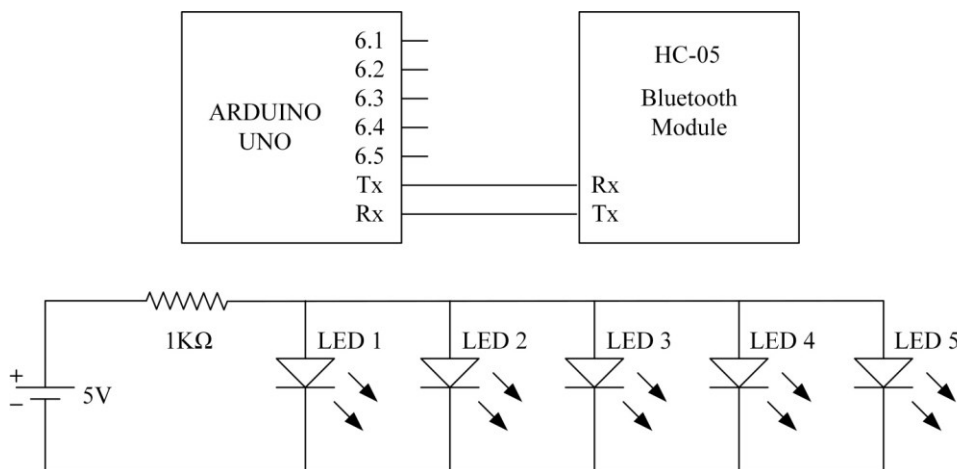 6.1
6.2
6.3
6.4
6.5
Tx
Rx
ARDUINO
UNO
HC-05
Bluetooth
Module
Rx
Tx
1KΩ
LED 1
LED 2
LED 3
LED 4
LED 5
+
−
5V